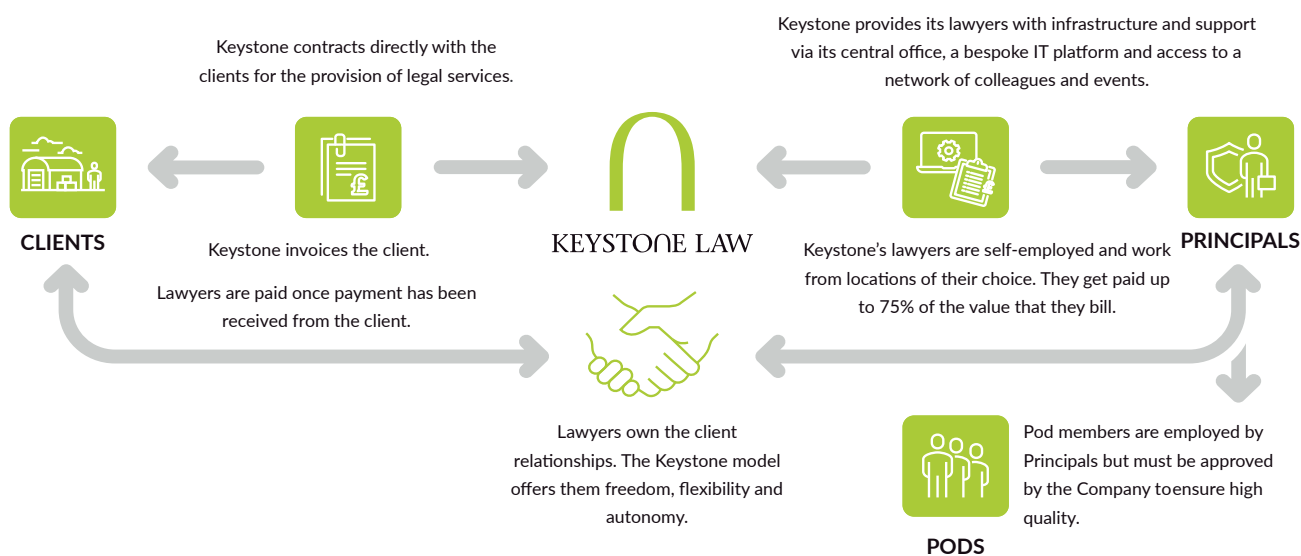 Keystone contracts directly with the
clients for the provision of legal services.
Keystone provides its lawyers with infrastructure and support
via its central office, a bespoke IT platform and access to a
network of colleagues and events.
£
£
CLIENTS
KEYSTONE LAW
PRINCIPALS
Keystone invoices the client.
Lawyers are paid once payment has been
received from the client.
Keystone’s lawyers are self-employed and work
from locations of their choice. They get paid up
to 75% of the value that they bill.
Lawyers own the client
relationships. The Keystone model
offers them freedom, flexibility and
autonomy.
Pod members are employed by
Principals but must be approved
by the Company toensure high
quality.
PODS